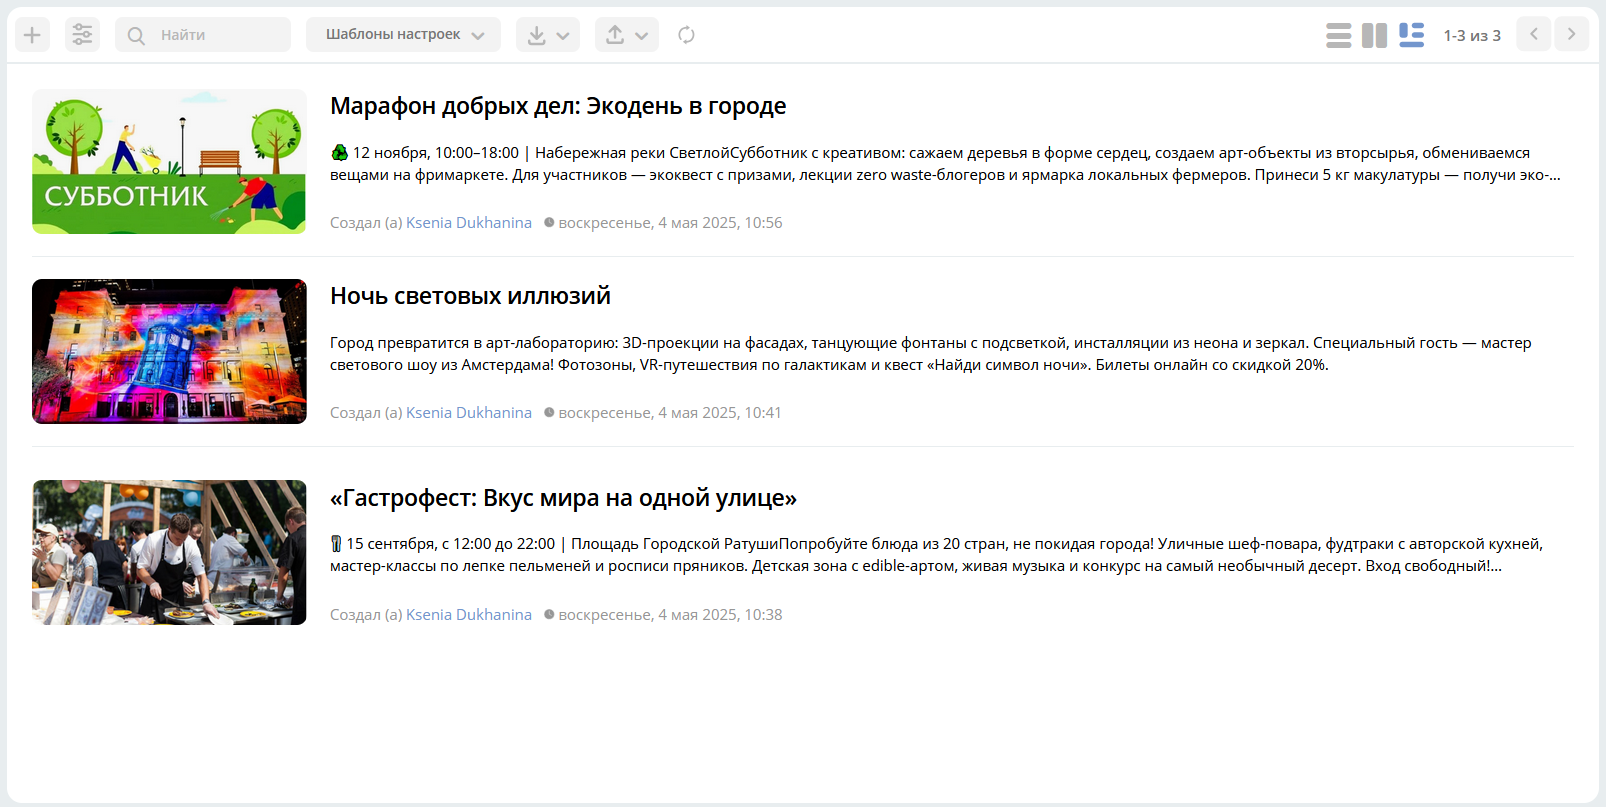 Найти
Шаблоны настроек
1-3 из 3
СУББОТНИК
Марафон добрых дел: Экодень в городе
12 ноября, 10:00–18:00 | Набережная реки СветлойСубботник с креативом: сажаем деревья в форме сердец, создаем арт-объекты из вторсырья, обмениваемся
вещами на фримаркете. Для участников — экоквест с призами, лекции zero waste-блогеров и ярмарка локальных фермеров. Принеси 5 кг макулатуры — получи эко-...
Создал (а) Ksenia Dukhanina воскресенье, 4 мая 2025, 10:56
Ночь световых иллюзий
Город превратится в арт-лабораторию: 3D-проекции на фасадах, танцующие фонтаны с подсветкой, инсталляции из неона и зеркал. Специальный гость — мастер
светового шоу из Амстердама! Фотозоны, VR-путешествия по галактикам и квест «Найди символ ночи». Билеты онлайн со скидкой 20%.
Создал (а) Ksenia Dukhanina воскресенье, 4 мая 2025, 10:41
«Гастрофест: Вкус мира на одной улице»
15 сентября, с 12:00 до 22:00 | Площадь Городской РатушиПопробуйте блюда из 20 стран, не покидая города! Уличные шеф-повара, фудтраки с авторской кухней,
мастер-классы по лепке пельменей и росписи пряников. Детская зона с edible-артом, живая музыка и конкурс на самый необычный десерт. Вход свободный!...
Создал (а) Ksenia Dukhanina воскресенье, 4 мая 2025, 10:38